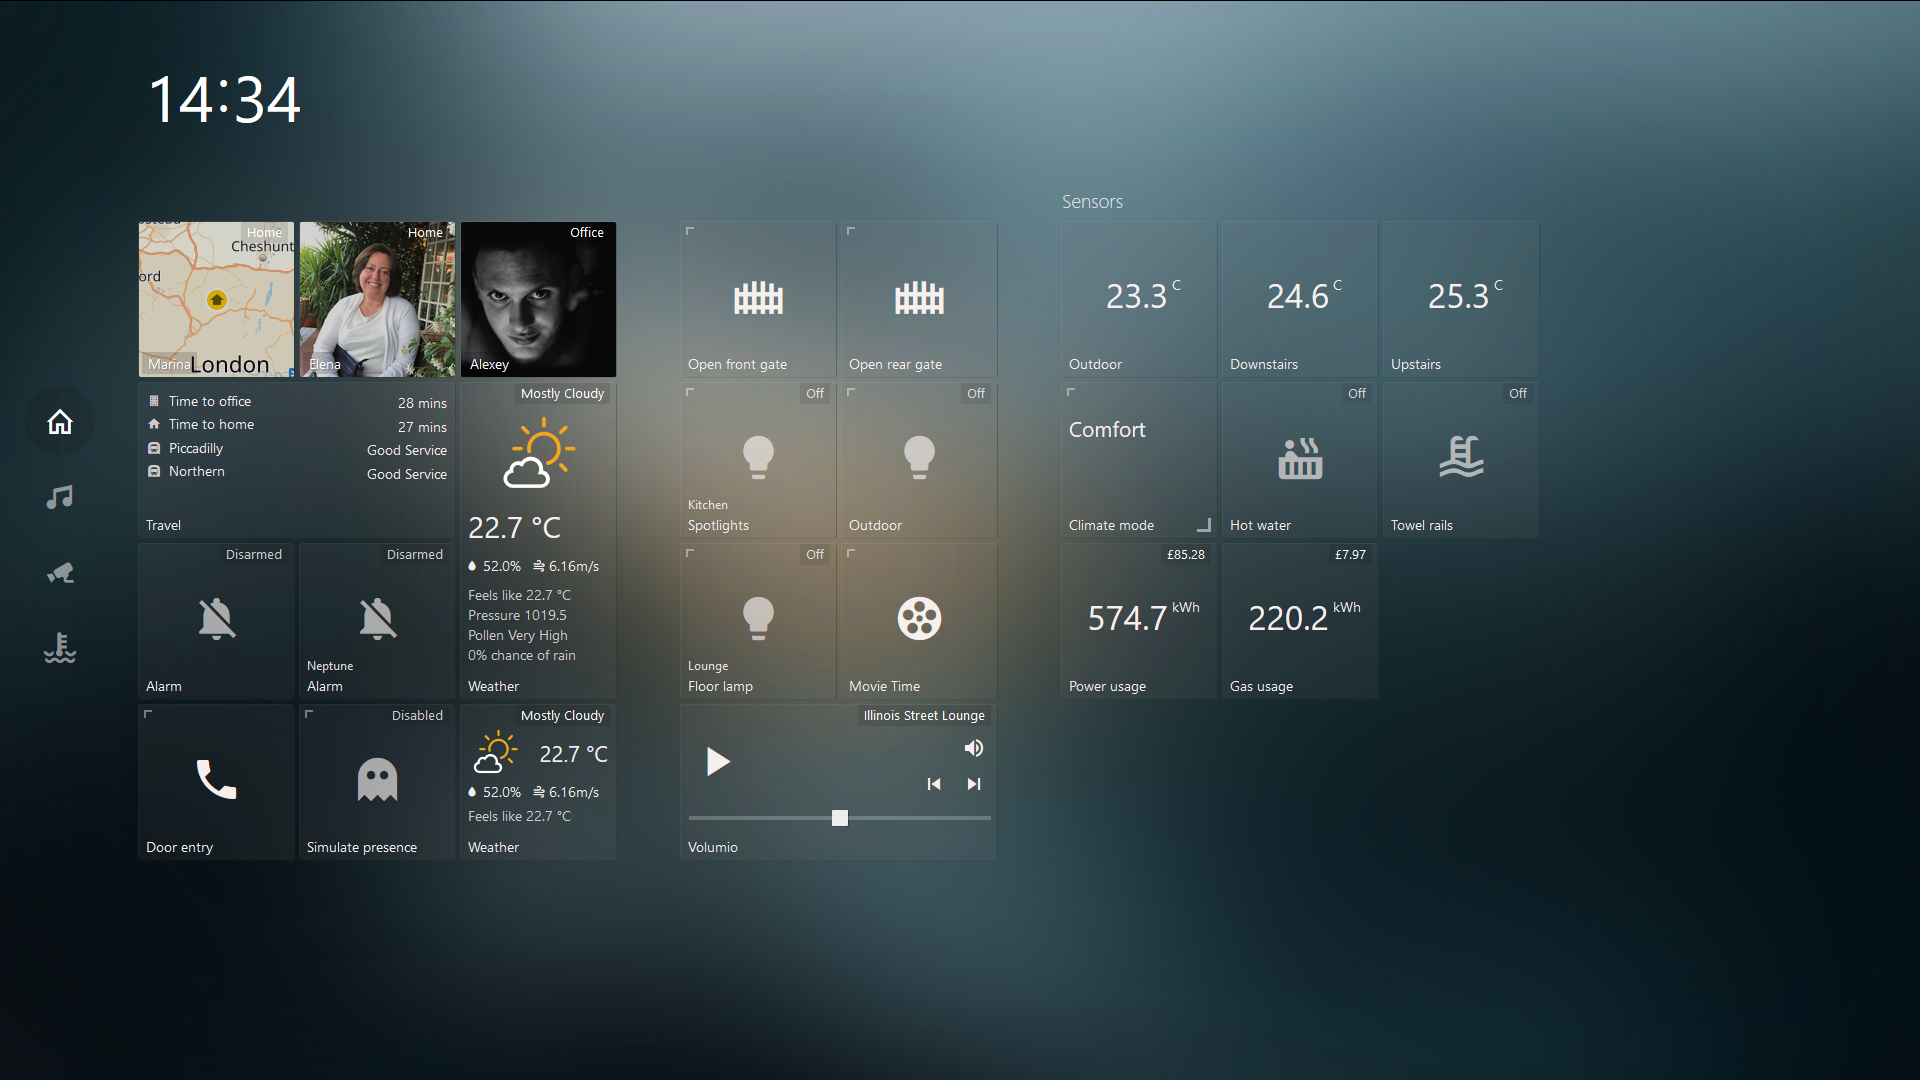 14:34
Home
Cheshunt
ord
Marina
London
Home
Elena
Office
Alexey
Time to office 28 mins
Time to home 27 mins
Piccadilly Good Service
Northern Good Service
Travel
Mostly Cloudy
22.7 °C
52.0% 6.16m/s
Feels like 22.7 °C
Pressure 1019.5
Pollen Very High
0% chance of rain
Weather
Disarmed
Alarm
Disarmed
Neptune
Alarm
Door entry
Disabled
Simulate presence
Mostly Cloudy
22.7 °C
52.0% 6.16m/s
Feels like 22.7 °C
Weather
Open front gate
Open rear gate
Off
Kitchen
Spotlights
Off
Outdoor
Off
Lounge
Floor lamp
Movie Time
Illinois Street Lounge
Volumio
Sensors
23.3 C
Outdoor
24.6 C
Downstairs
25.3 C
Upstairs
Comfort
Climate mode
Off
Hot water
Off
Towel rails
£85.28
574.7 kWh
Power usage
£7.97
220.2 kWh
Gas usage